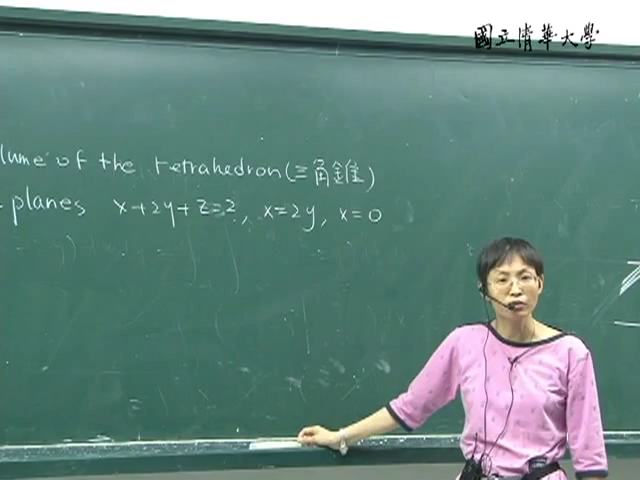 國立清華大學
lume of the tetrahedron (三角錐)
planes x+2y+z=2, x=2y, x=0